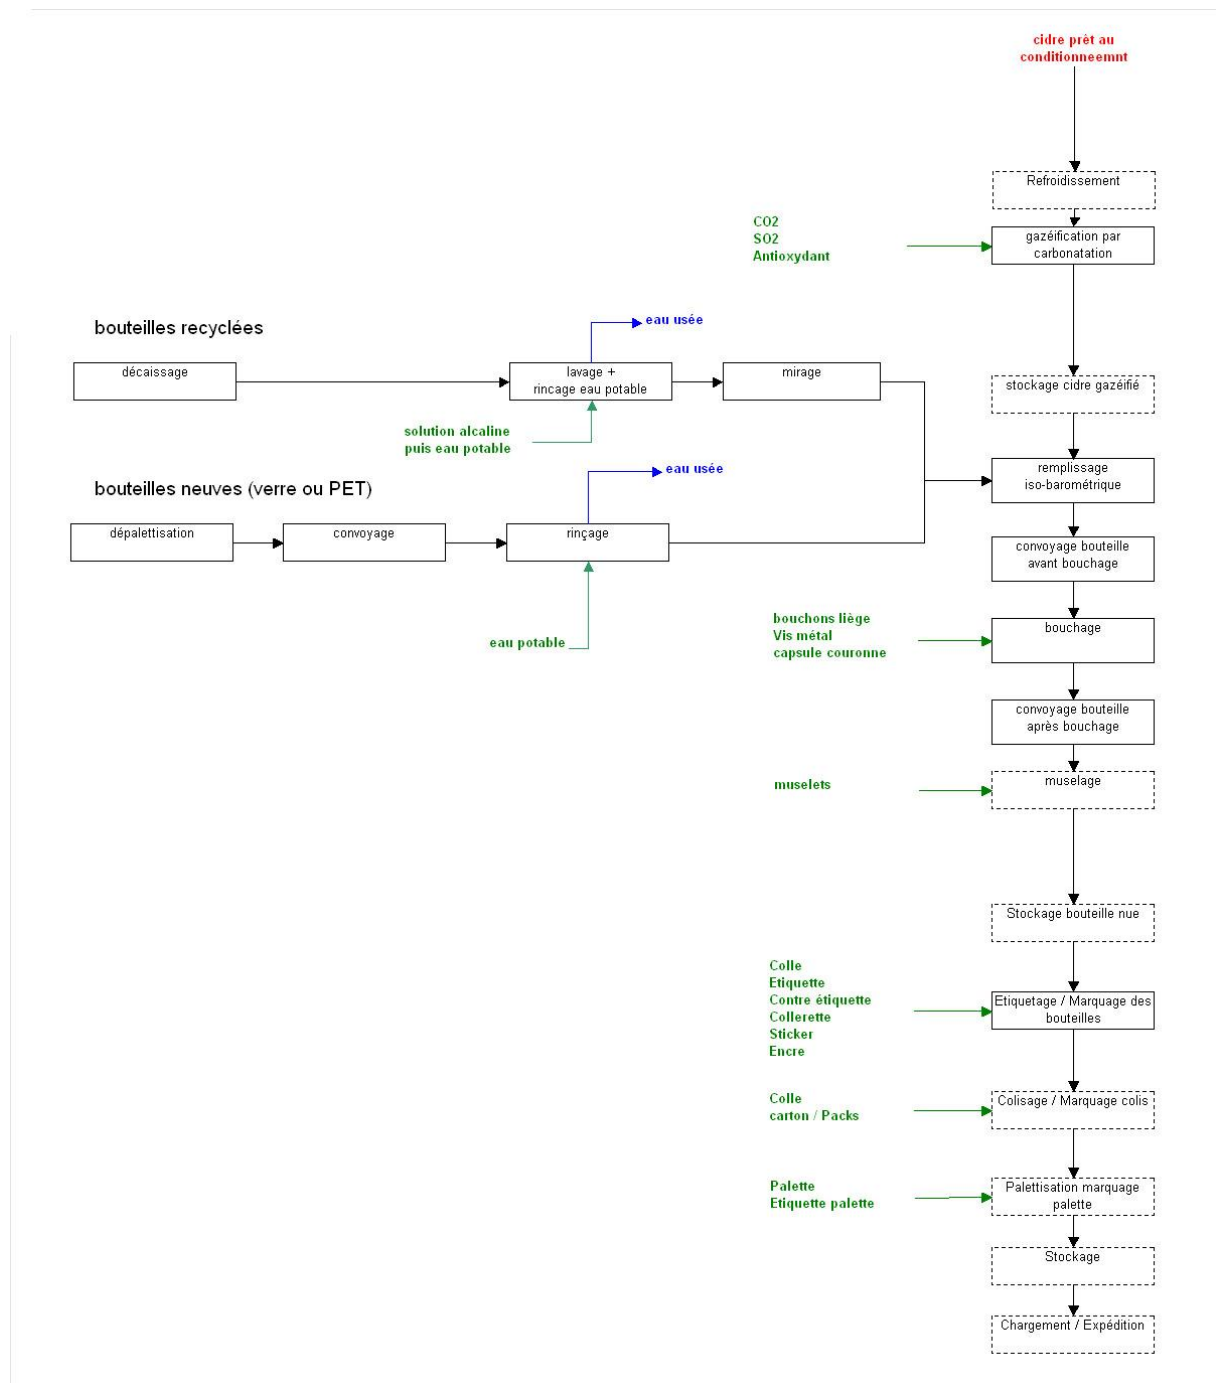 cidre prêt au
conditionneemnt
Refroidissement
CO2
SO2
Antioxydant
gazéification par
carbonatation
bouteilles recyclées
eau usée
décaissage
lavage +
rincage eau potable
mirage
stockage cidre gazéifié
solution alcaline
puis eau potable
remplissage
iso-barométrique
bouteilles neuves (verre ou PET)
eau usée
dépalettisation
convoyage
rinçage
convoyage bouteille
avant bouchage
eau potable
bouchons liège
Vis métal
capsule couronne
bouchage
convoyage bouteille
après bouchage
muselets
muselage
Stockage bouteille nue
Colle
Etiquette
Contre étiquette
Collerette
Sticker
Encre
Etiquetage / Marquage des
bouteilles
Colle
carton / Packs
Colisage / Marquage colis
Palette
Etiquette palette
Palettisation marquage
palette
Stockage
Chargement / Expédition